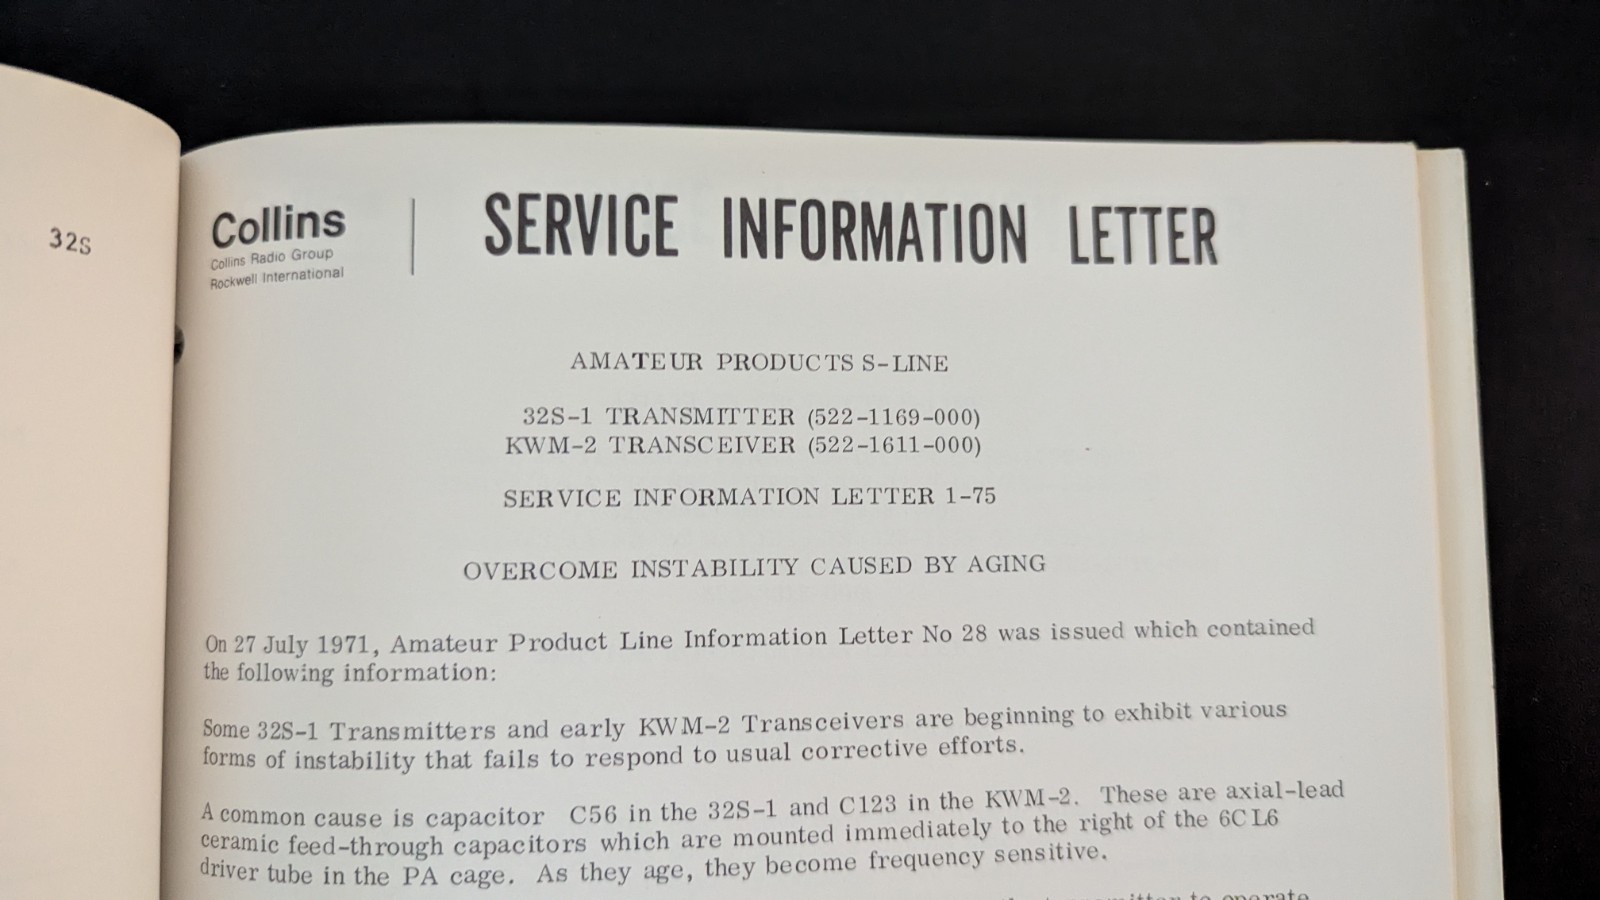 32S
Collins
Collins Radio Group
Rockwell International
SERVICE INFORMATION LETTER
AMATEUR PRODUCTS S-LINE
32S-1 TRANSMITTER (522-1169-000)
KWM-2 TRANSCEIVER (522-1611-000)
SERVICE INFORMATION LETTER 1-75
OVERCOME INSTABILITY CAUSED BY AGING
On 27 July 1971, Amateur Product Line Information Letter No 28 was issued which contained
the following information:
Some 32S-1 Transmitters and early KWM-2 Transceivers are beginning to exhibit various
forms of instability that fails to respond to usual corrective efforts.
A common cause is capacitor C56 in the 32S-1 and C123 in the KWM-2. These are axial-lead
ceramic feed-through capacitors which are mounted immediately to the right of the 6CL6
driver tube in the PA cage. As they age, they become frequency sensitive.
to operate